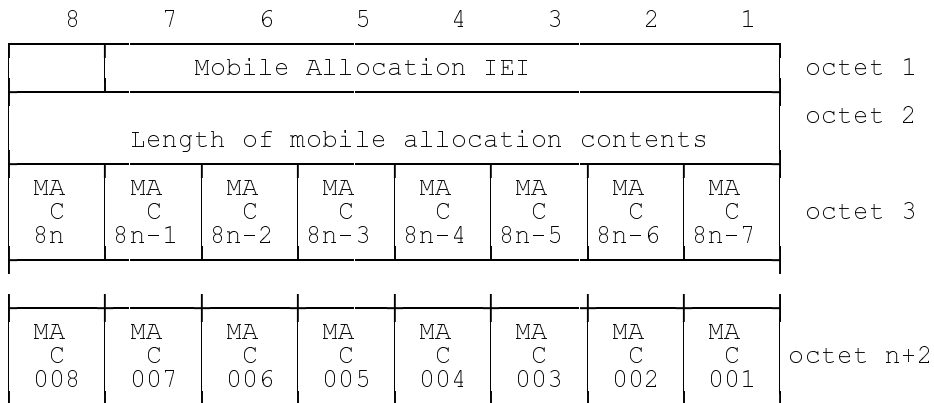 8 7 6 5 4 3 2 1
Mobile Allocation IEI octet 1
octet 2
Length of mobile allocation contents
MA MA MA MA MA MA MA MA
C C C C C C C C octet 3
8n 8n-1 8n-2 8n-3 8n-4 8n-5 8n-6 8n-7
MA MA MA MA MA MA MA MA
C C C C C C C C octet n+2
008 007 006 005 004 003 002 001